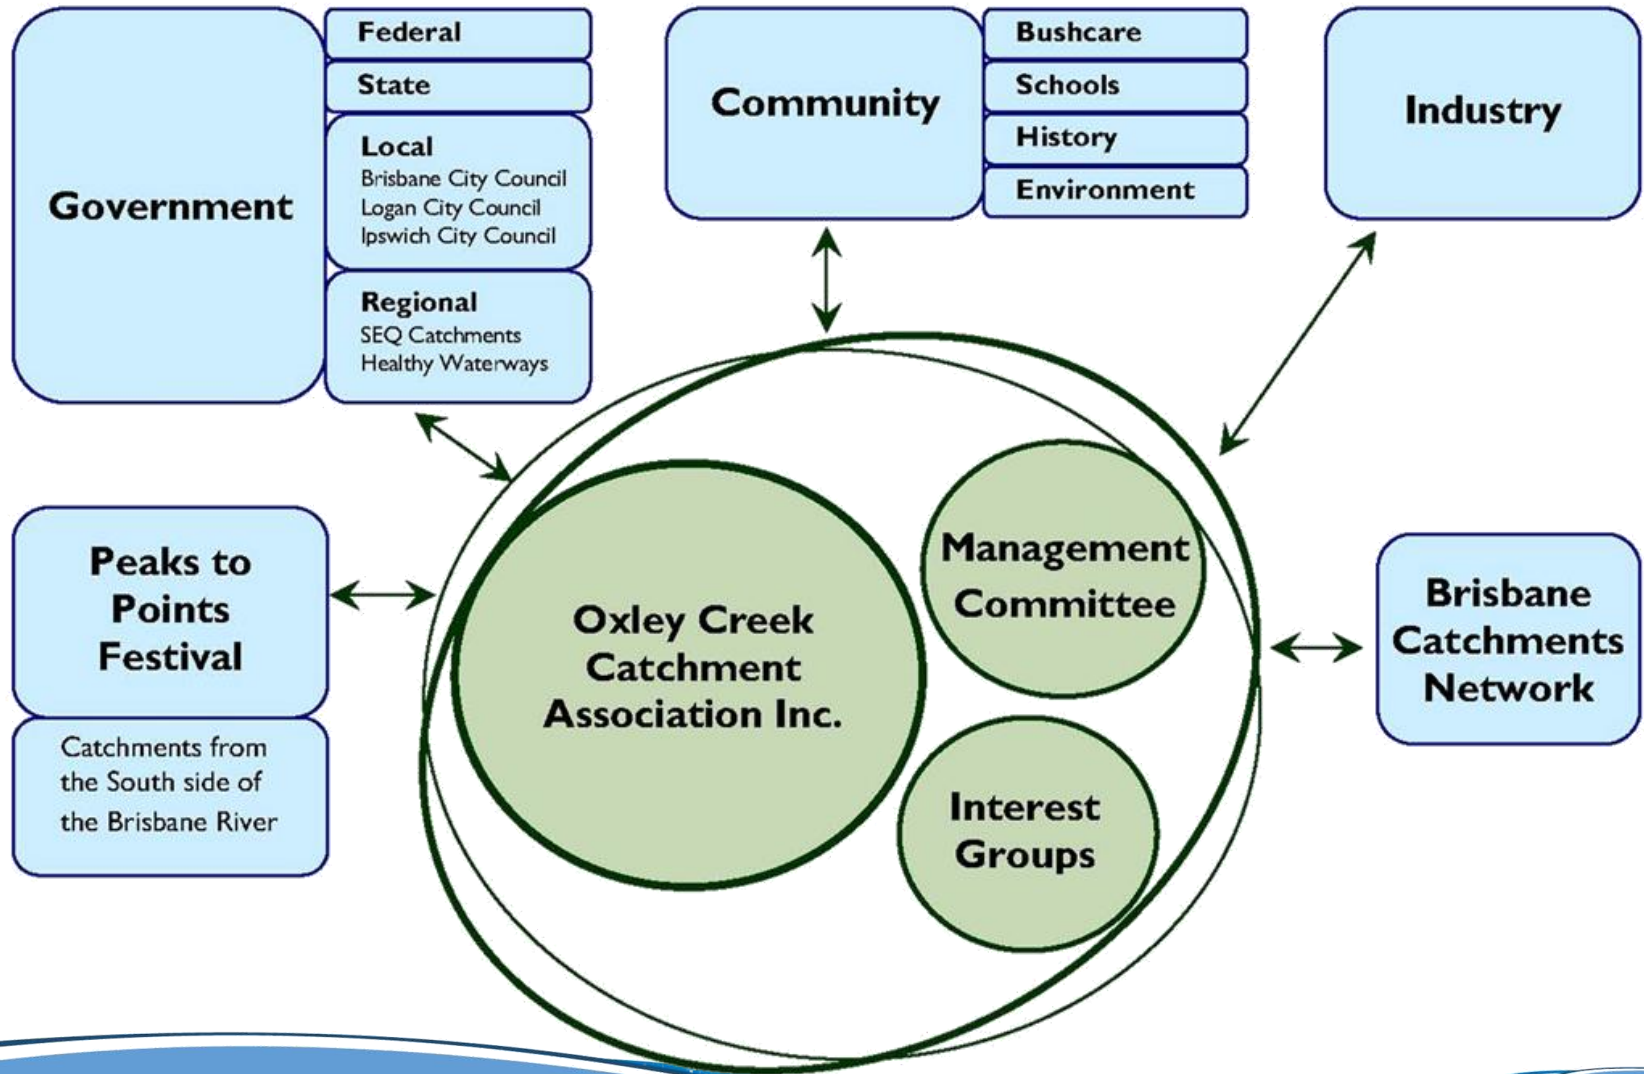 Government
Federal
State
Local
Brisbane City Council
Logan City Council
Ipswich City Council
Regional
SEQ Catchments
Healthy Waterways
Community
Bushcare
Schools
History
Environment
Industry
Peaks to
Points
Festival
Catchments from
the South side of
the Brisbane River
Oxley Creek
Catchment
Association Inc.
Management
Committee
Interest
Groups
Brisbane
Catchments
Network